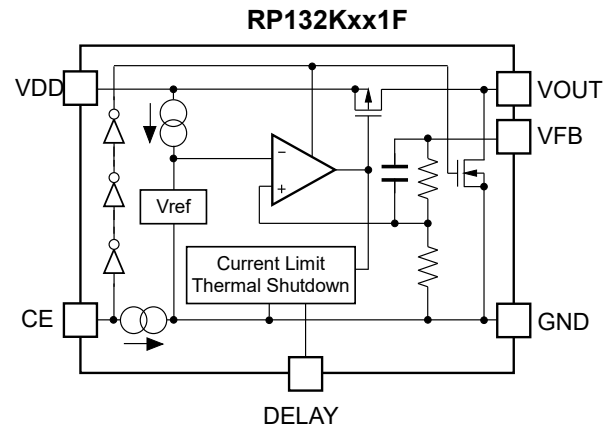 RP132Kxx1F
VDD
VOUT
VFB
−
+
Vref
Current Limit
Thermal Shutdown
CE
GND
DELAY